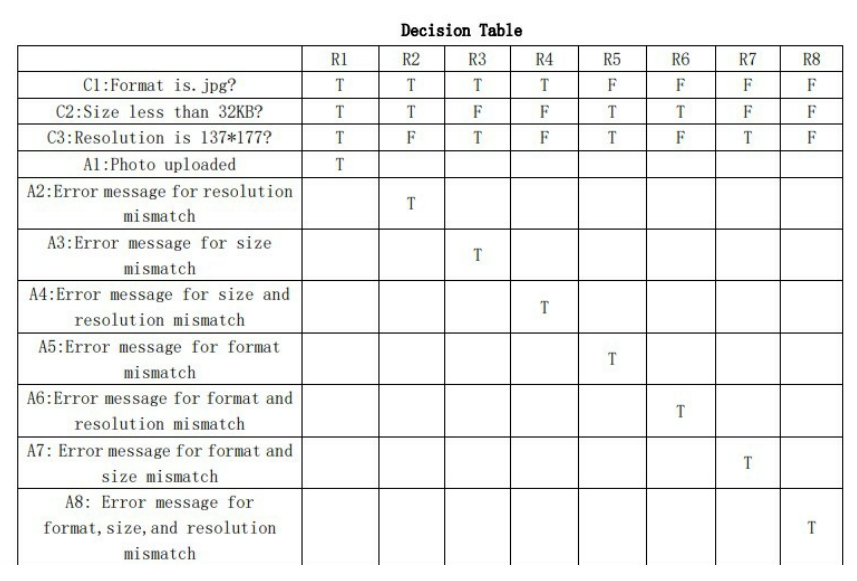 Decision Table
R1 R2 R3 R4 R5 R6 R7 R8
C1:Format is.jpg? T T T T F F F F
C2:Size less than 32KB? T T F F T T F F
C3:Resolution is 137*177? T F T F T F T F
A1:Photo uploaded T
A2:Error message for resolution
mismatch T
A3:Error message for size
mismatch T
A4:Error message for size and
resolution mismatch T
A5:Error message for format
mismatch T
A6:Error message for format and
resolution mismatch T
A7: Error message for format and
size mismatch T
A8: Error message for
format,size,and resolution
mismatch T